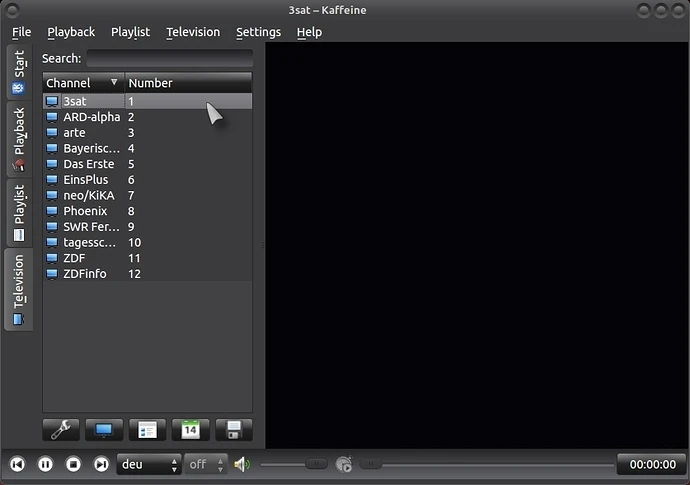 3sat – Kaffeine
File Playback Playlist Television Settings Help
Start
Playback
Playlist
Television
Search:
Channel Number
3sat 1
ARD-alpha 2
arte 3
Bayerisc... 4
Das Erste 5
EinsPlus 6
neo/KiKA 7
Phoenix 8
SWR Fer... 9
tagessc... 10
ZDF 11
ZDFinfo 12
14
deu off 00:00:00